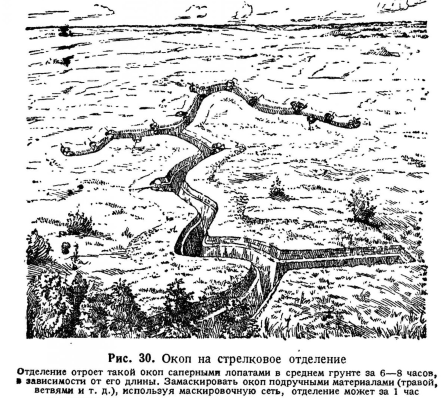 Рис. 30. Окоп на стрелковое отделение
Отделение отроет такой окоп саперными лопатами в среднем грунте за 6—8 часов,
в зависимости от его длины. Замаскировать окоп подручными материалами (травой,
ветвями и т. д.), используя маскировочную сеть, отделение может за 1 час